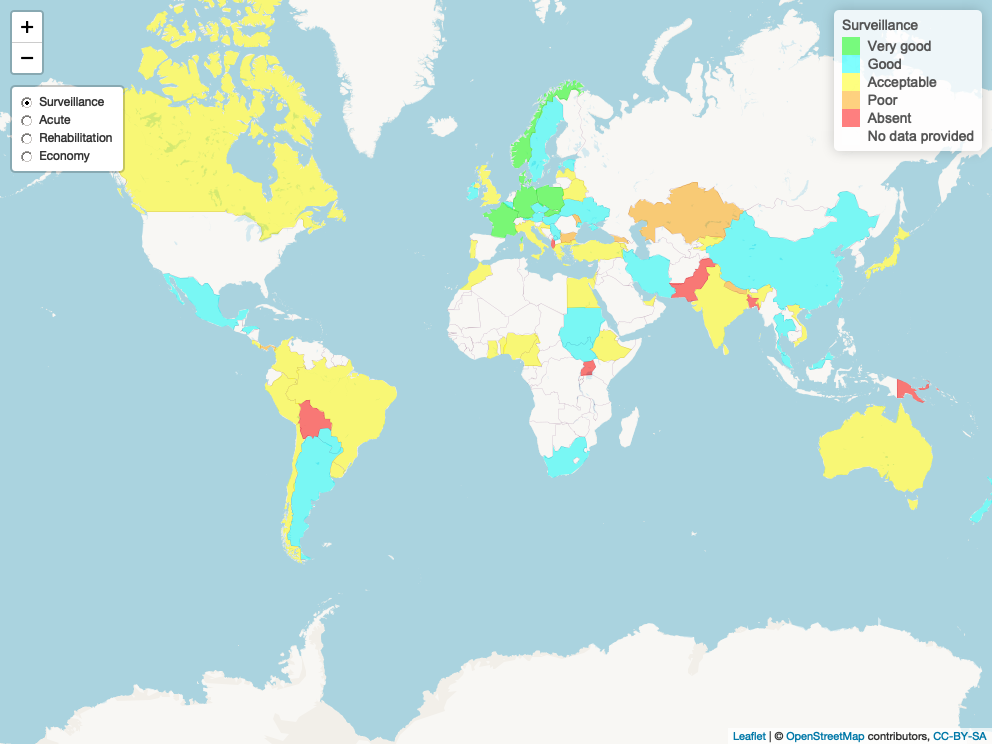 +
−
Surveillance
Acute
Rehabilitation
Economy
Surveillance
Very good
Good
Acceptable
Poor
Absent
No data provided
Leaflet | © OpenStreetMap contributors, CC-BY-SA